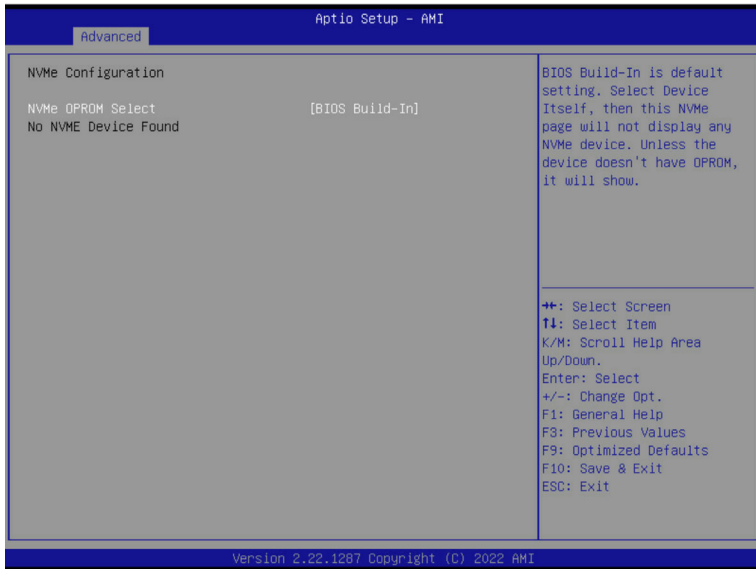 Aptio Setup - AMI
Advanced
NVMe Configuration
NVMe OPROM Select [BIOS Build-In]
No NVME Device Found
BIOS Build-In is default
setting. Select Device
Itself, then this NVMe
page will not display any
NVMe device. Unless the
device doesn't have OPROM,
it will show.
→←: Select Screen
↑↓: Select Item
K/M: Scroll Help Area
Up/Down.
Enter: Select
+/-: Change Opt.
F1: General Help
F3: Previous Values
F9: Optimized Defaults
F10: Save & Exit
ESC: Exit
Version 2.22.1287 Copyright (C) 2022 AMI